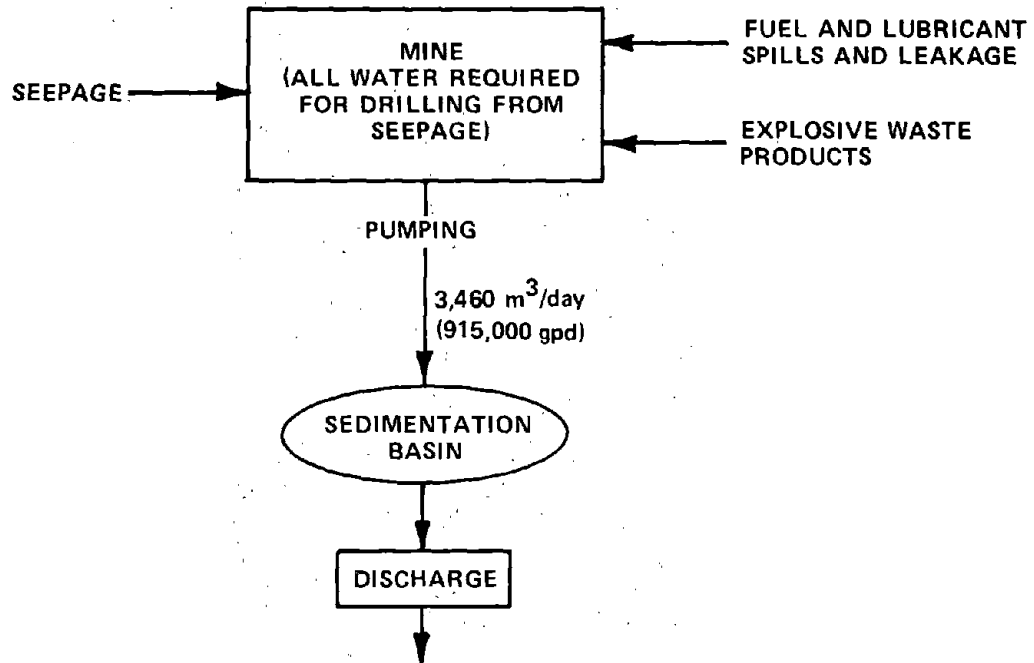 MINE
(ALL WATER REQUIRED
FOR DRILLING FROM
SEEPAGE)
FUEL AND LUBRICANT
SPILLS AND LEAKAGE
SEEPAGE
EXPLOSIVE WASTE
PRODUCTS
PUMPING
3,460 m³/day
(915,000 gpd)
SEDIMENTATION
BASIN
DISCHARGE